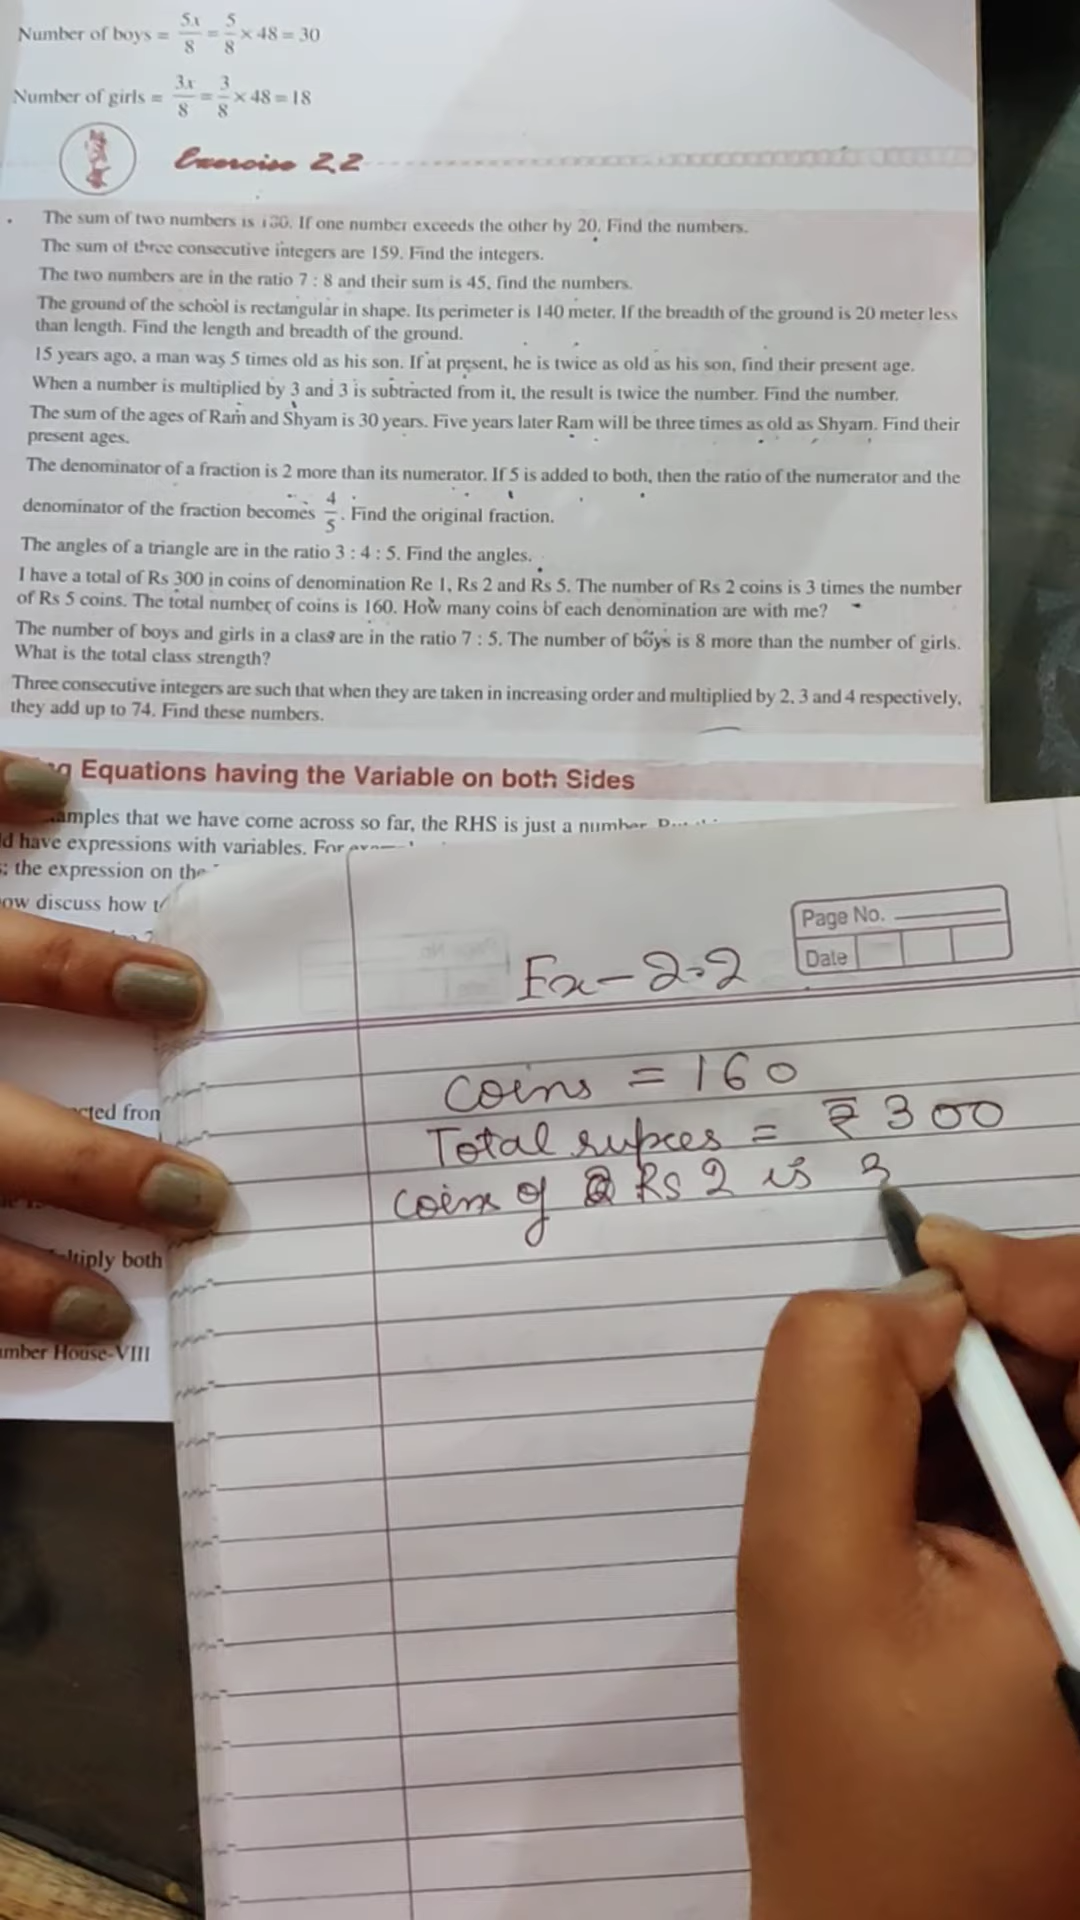 Number of boys = 5x/8 = 5/8 × 48 = 30
Number of girls = 3x/8 = 3/8 × 48 = 18
Exercise 2.2
The sum of two numbers is. If one number exceeds the other by 20. Find the numbers.
The sum of three consecutive integers are 159. Find the integers.
The two numbers are in the ratio 7 : 8 and their sum is 45, find the numbers.
The ground of the school is rectangular in shape. Its perimeter is 140 meter. If the breadth of the ground is 20 meter less
than length. Find the length and breadth of the ground.
15 years ago, a man was 5 times old as his son. If at present, he is twice as old as his son, find their present age.
When a number is multiplied by 3 and 3 is subtracted from it, the result is twice the number. Find the number.
The sum of the ages of Ram and Shyam is 30 years. Five years later Ram will be three times as old as Shyam. Find their
present ages.
The denominator of a fraction is 2 more than its numerator. If 5 is added to both, then the ratio of the numerator and the
denominator of the fraction becomes 4/5. Find the original fraction.
The angles of a triangle are in the ratio 3 : 4 : 5. Find the angles.
I have a total of Rs 300 in coins of denomination Re 1, Rs 2 and Rs 5. The number of Rs 2 coins is 3 times the number
of Rs 5 coins. The total number of coins is 160. How many coins of each denomination are with me?
The number of boys and girls in a class are in the ratio 7 : 5. The number of boys is 8 more than the number of girls.
What is the total class strength?
Three consecutive integers are such that when they are taken in increasing order and multiplied by 2, 3 and 4 respectively,
they add up to 74. Find these numbers.
Equations having the Variable on both Sides
amples that we have come across so far, the RHS is just a number.
d have expressions with variables. For
: the expression on the
ow discuss how
cted fron
ltiply both
mber House-VIII
Page No.
Date
Ex-2.2
Coins = 160
Total rupees = ₹ 300
Coins of Rs 2 is 3